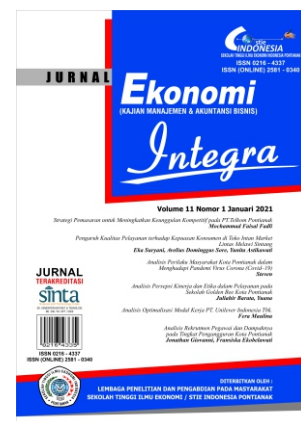 stie
INDONESIA
SEKOLAH TINGGI ILMU EKONOMI INDONESIA PONTIANAK
ISSN 0216 - 4337
ISSN (ONLINE) 2581 - 0340
JURNAL
Ekonomi
(KAJIAN MANAJEMEN & AKUNTANSI BISNIS)
Integra
Volume 11 Nomor 1 Januari 2021
Strategi Pemasaran untuk Meningkatkan Keunggulan Kompetitif pada PT.Telkom Pontianak
Mochammad Faisal Fadli
Pengaruh Kualitas Pelayanan terhadap Kepuasan Konsumen di Toko Intan Market
Lintas Melawi Sintang
Eka Suryani, Avelius Dominggus Sore, Yunita Astikawati
Analisis Perilaku Masyarakat Kota Pontianak dalam
Menghadapi Pandemi Virus Corona (Covid-19)
Steven
Analisis Persepsi Kinerja dan Etika dalam Pelayanan pada
Sekolah Golden Bee Kota Pontianak
Juliahir Barata, Yuana
Analisis Optimalisasi Modal Kerja PT. Unilever Indonesia Tbk.
Fera Maulina
Analisis Rekrutmen Pegawai dan Dampaknya
pada Tingkat Pengangguran Kota Pontianak
Jonathan Giovanni, Fransiska Ekobelawati
JURNAL
TERAKREDITASI
sinta
ISSN 0216 - 4337
ISSN (ONLINE) 2581 - 0340
DITERBITKAN OLEH :
LEMBAGA PENELITIAN DAN PENGABDIAN PADA MASYARAKAT
SEKOLAH TINGGI ILMU EKONOMI / STIE INDONESIA PONTIANAK